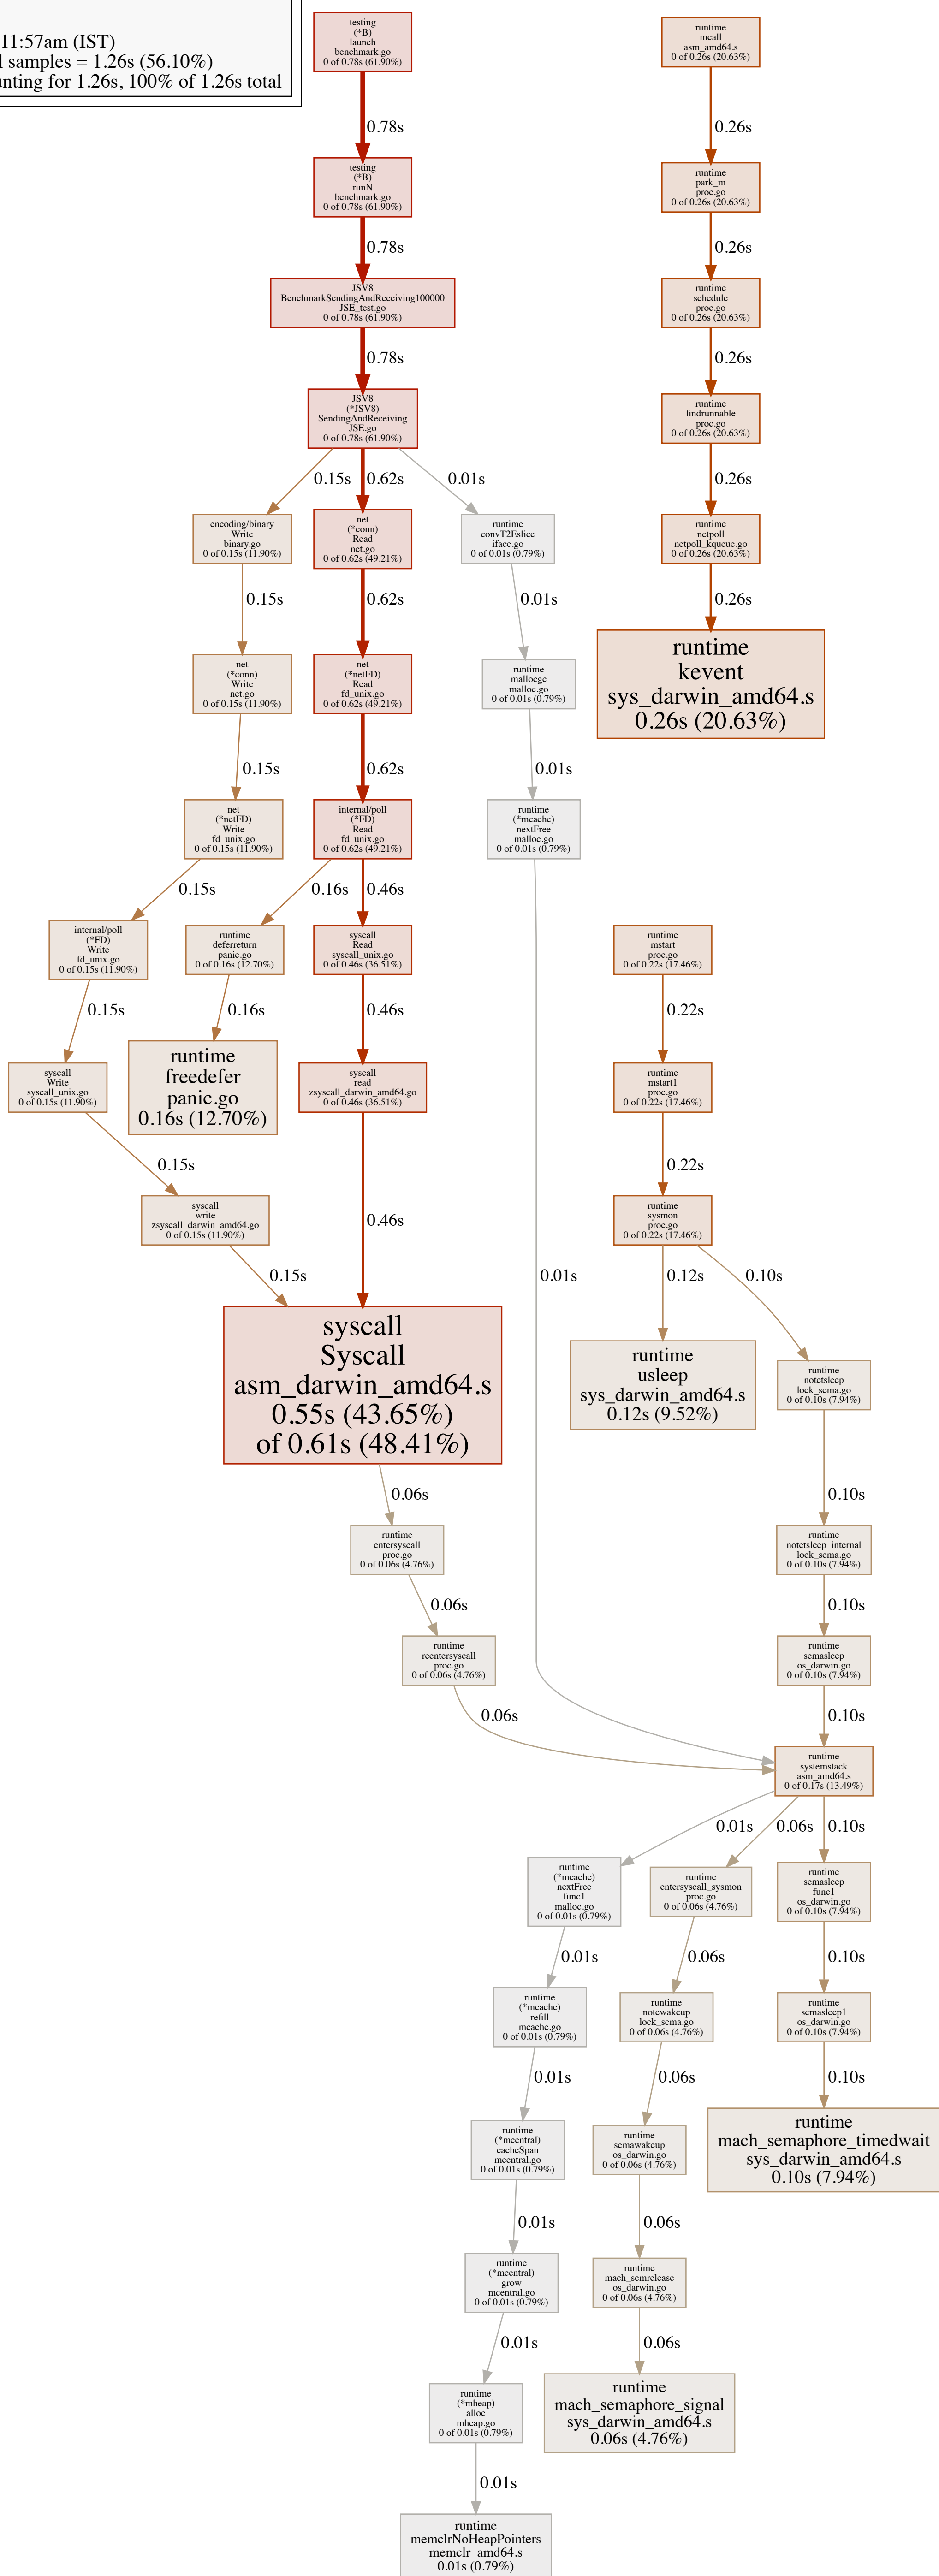 11:57am (IST)
l samples = 1.26s (56.10%)
nting for 1.26s, 100% of 1.26s total
testing
(*B)
launch
benchmark.go
0 of 0.78s (61.90%)
runtime
mcall
asm_amd64.s
0 of 0.26s (20.63%)
0.78s
0.26s
testing
(*B)
runN
benchmark.go
0 of 0.78s (61.90%)
runtime
park_m
proc.go
0 of 0.26s (20.63%)
0.78s
0.26s
JSV8
BenchmarkSendingAndReceiving100000
JSE_test.go
0 of 0.78s (61.90%)
runtime
schedule
proc.go
0 of 0.26s (20.63%)
0.78s
0.26s
JSV8
(*JSV8)
SendingAndReceiving
JSE.go
0 of 0.78s (61.90%)
runtime
findrunnable
proc.go
0 of 0.26s (20.63%)
0.15s
0.62s
0.01s
0.26s
encoding/binary
Write
binary.go
0 of 0.15s (11.90%)
net
(*conn)
Read
net.go
0 of 0.62s (49.21%)
runtime
convT2Eslice
iface.go
0 of 0.01s (0.79%)
runtime
netpoll
netpoll_kqueue.go
0 of 0.26s (20.63%)
0.15s
0.62s
0.01s
0.26s
net
(*conn)
Write
net.go
0 of 0.15s (11.90%)
net
(*netFD)
Read
fd_unix.go
0 of 0.62s (49.21%)
runtime
mallocgc
malloc.go
0 of 0.01s (0.79%)
runtime
kevent
sys_darwin_amd64.s
0.26s (20.63%)
0.15s
0.62s
0.01s
net
(*netFD)
Write
fd_unix.go
0 of 0.15s (11.90%)
internal/poll
(*FD)
Read
fd_unix.go
0 of 0.62s (49.21%)
runtime
(*mcache)
nextFree
malloc.go
0 of 0.01s (0.79%)
0.15s
0.16s
0.46s
internal/poll
(*FD)
Write
fd_unix.go
0 of 0.15s (11.90%)
runtime
deferreturn
panic.go
0 of 0.16s (12.70%)
syscall
Read
syscall_unix.go
0 of 0.46s (36.51%)
runtime
mstart
proc.go
0 of 0.22s (17.46%)
0.15s
0.16s
0.46s
0.22s
syscall
Write
syscall_unix.go
0 of 0.15s (11.90%)
runtime
freedefer
panic.go
0.16s (12.70%)
syscall
read
zsyscall_darwin_amd64.go
0 of 0.46s (36.51%)
runtime
mstart1
proc.go
0 of 0.22s (17.46%)
0.15s
0.22s
syscall
write
zsyscall_darwin_amd64.go
0 of 0.15s (11.90%)
0.46s
runtime
sysmon
proc.go
0 of 0.22s (17.46%)
0.15s
0.01s
0.12s
0.10s
syscall
Syscall
asm_darwin_amd64.s
0.55s (43.65%)
of 0.61s (48.41%)
runtime
usleep
sys_darwin_amd64.s
0.12s (9.52%)
runtime
notetsleep
lock_sema.go
0 of 0.10s (7.94%)
0.06s
0.10s
runtime
entersyscall
proc.go
0 of 0.06s (4.76%)
runtime
notetsleep_internal
lock_sema.go
0 of 0.10s (7.94%)
0.06s
0.10s
runtime
reentersyscall
proc.go
0 of 0.06s (4.76%)
runtime
semasleep
os_darwin.go
0 of 0.10s (7.94%)
0.06s
0.10s
runtime
systemstack
asm_amd64.s
0 of 0.17s (13.49%)
0.01s
0.06s
0.10s
runtime
(*mcache)
nextFree
func1
malloc.go
0 of 0.01s (0.79%)
runtime
entersyscall_sysmon
proc.go
0 of 0.06s (4.76%)
runtime
semasleep
func1
os_darwin.go
0 of 0.10s (7.94%)
0.01s
0.06s
0.10s
runtime
(*mcache)
refill
mcache.go
0 of 0.01s (0.79%)
runtime
notewakeup
lock_sema.go
0 of 0.06s (4.76%)
runtime
semasleep1
os_darwin.go
0 of 0.10s (7.94%)
0.01s
0.06s
0.10s
runtime
(*mcentral)
cacheSpan
mcentral.go
0 of 0.01s (0.79%)
runtime
semawakeup
os_darwin.go
0 of 0.06s (4.76%)
runtime
mach_semaphore_timedwait
sys_darwin_amd64.s
0.10s (7.94%)
0.01s
0.06s
runtime
(*mcentral)
grow
mcentral.go
0 of 0.01s (0.79%)
runtime
mach_semrelease
os_darwin.go
0 of 0.06s (4.76%)
0.01s
0.06s
runtime
(*mheap)
alloc
mheap.go
0 of 0.01s (0.79%)
runtime
mach_semaphore_signal
sys_darwin_amd64.s
0.06s (4.76%)
0.01s
runtime
memclrNoHeapPointers
memclr_amd64.s
0.01s (0.79%)